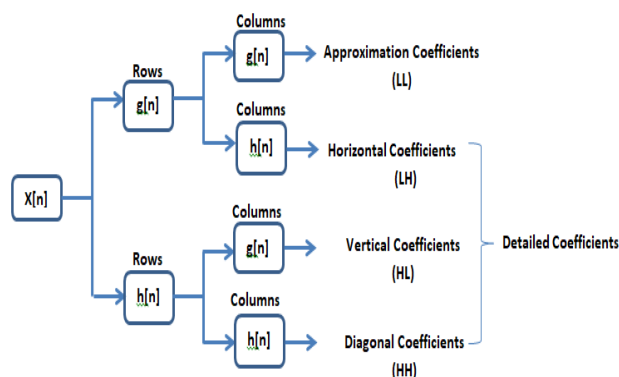 Columns
g[n]
Approximation Coefficients
(LL)
Rows
g[n]
Columns
h[n]
Horizontal Coefficients
(LH)
X[n]
Columns
g[n]
Vertical Coefficients
(HL)
Detailed Coefficients
Rows
h[n]
Columns
h[n]
Diagonal Coefficients
(HH)